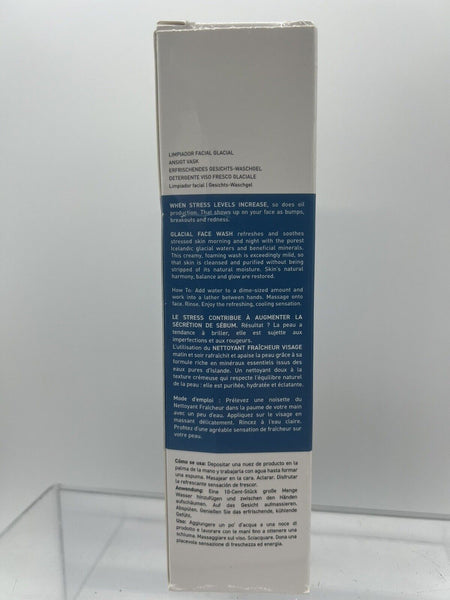 LIMPIADOR FACIAL GLACIAL
ANSIGT VASK
ERFRISCHENDES GESICHTS-WASCHGEL
DETERGENTE VISO FRESCO GLACIALE
Limpiador facial | Gesichts-Waschgel
WHEN STRESS LEVELS INCREASE, so does oil
production. That shows up on your face as bumps,
breakouts and redness.
GLACIAL FACE WASH refreshes and soothes
stressed skin morning and night with the purest
Icelandic glacial waters and beneficial minerals.
This creamy, foaming wash is exceedingly mild, so
that skin is cleansed and purified without being
stripped of its natural moisture. Skin's natural
harmony, balance and glow are restored.
How To: Add water to a dime-sized amount and
work into a lather between hands. Massage onto
face. Rinse. Enjoy the refreshing, cooling sensation.
LE STRESS CONTRIBUE À AUGMENTER LA
SÉCRÉTION DE SÉBUM. Résultat ? La peau a
tendance à briller, elle est sujette aux
imperfections et aux rougeurs.
L'utilisation du NETTOYANT FRAÎCHEUR VISAGE
matin et soir rafraîchit et apaise la peau grâce à sa
formule riche en minéraux essentiels issus des
eaux pures d'Islande. Un nettoyant doux à la
texture crémeuse qui respecte l'équilibre naturel
de la peau : elle est purifiée, hydratée et éclatante.
Mode d'emploi : Prélevez une noisette du
Nettoyant Fraîcheur dans la paume de votre main
avec un peu d'eau. Appliquez sur le visage en
massant délicatement. Rincez à l'eau claire.
Profitez d'une agréable sensation de fraîcheur sur
votre peau.
Cómo se usa: Depositar una nuez de producto en la
palma de la mano y trabajarla con agua hasta formar
una espuma. Masajear en la cara. Aclarar. Disfrutar
la refrescante sensación de frescor.
Anwendung: Eine 10-Cent-Stück große Menge
Wasser hinzufügen und zwischen den Händen
aufschäumen. Auf das Gesicht aufmassieren.
Abspülen. Genießen Sie das erfrischende, kühlende
Gefühl.
Uso: Aggiungere un po' d'acqua a una noce di
prodotto e lavorare con le mani fino a ottenere una
schiuma. Massaggiare sul viso. Sciacquare. Dona una
piacevole sensazione di freschezza ed energia.